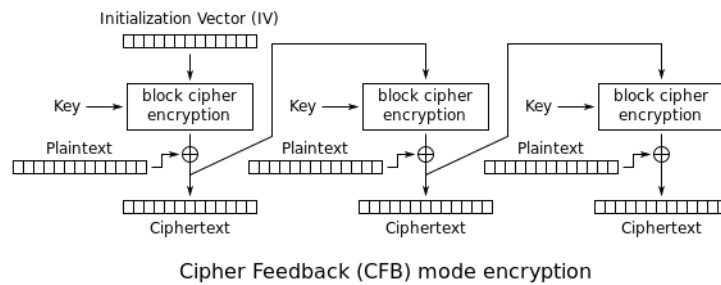 Initialization Vector (IV)
Key
block cipher
encryption
Plaintext
Ciphertext
Key
block cipher
encryption
Plaintext
Ciphertext
Key
block cipher
encryption
Plaintext
Ciphertext
Cipher Feedback (CFB) mode encryption